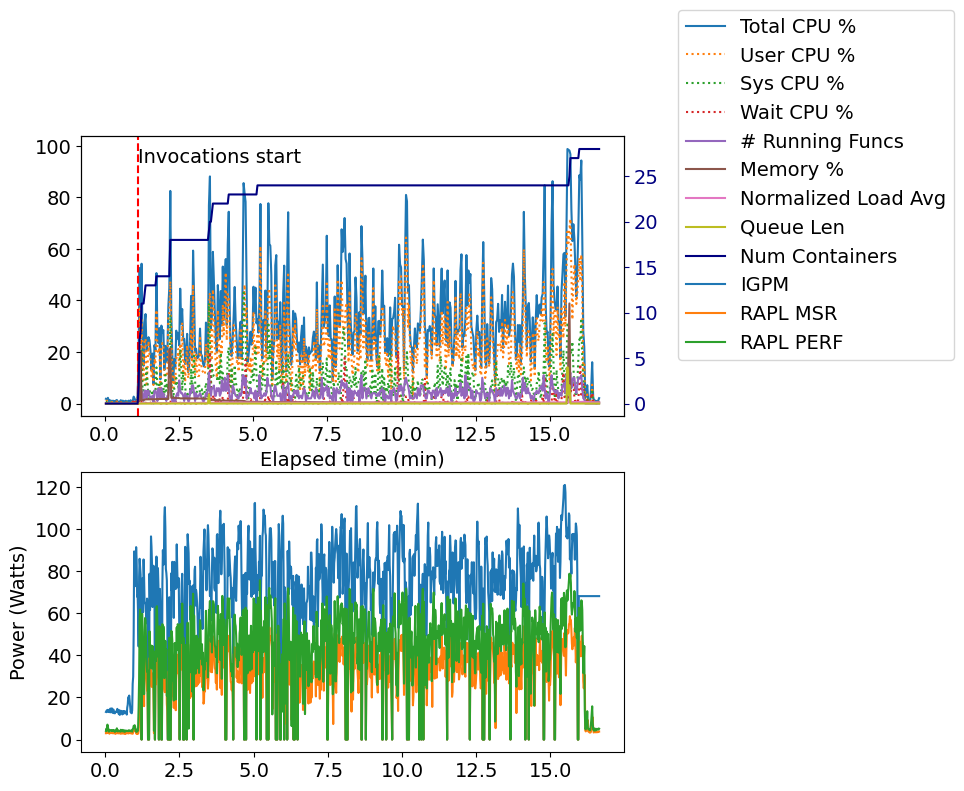 Total CPU %
User CPU %
Sys CPU %
Wait CPU %
# Running Funcs
Memory %
Normalized Load Avg
Queue Len
Num Containers
IGPM
RAPL MSR
RAPL PERF
Invocations start
100
80
60
40
20
0
25
20
15
10
5
0
0.0 2.5 5.0 7.5 10.0 12.5 15.0
Elapsed time (min)
Power (Watts)
120
100
80
60
40
20
0
0.0 2.5 5.0 7.5 10.0 12.5 15.0